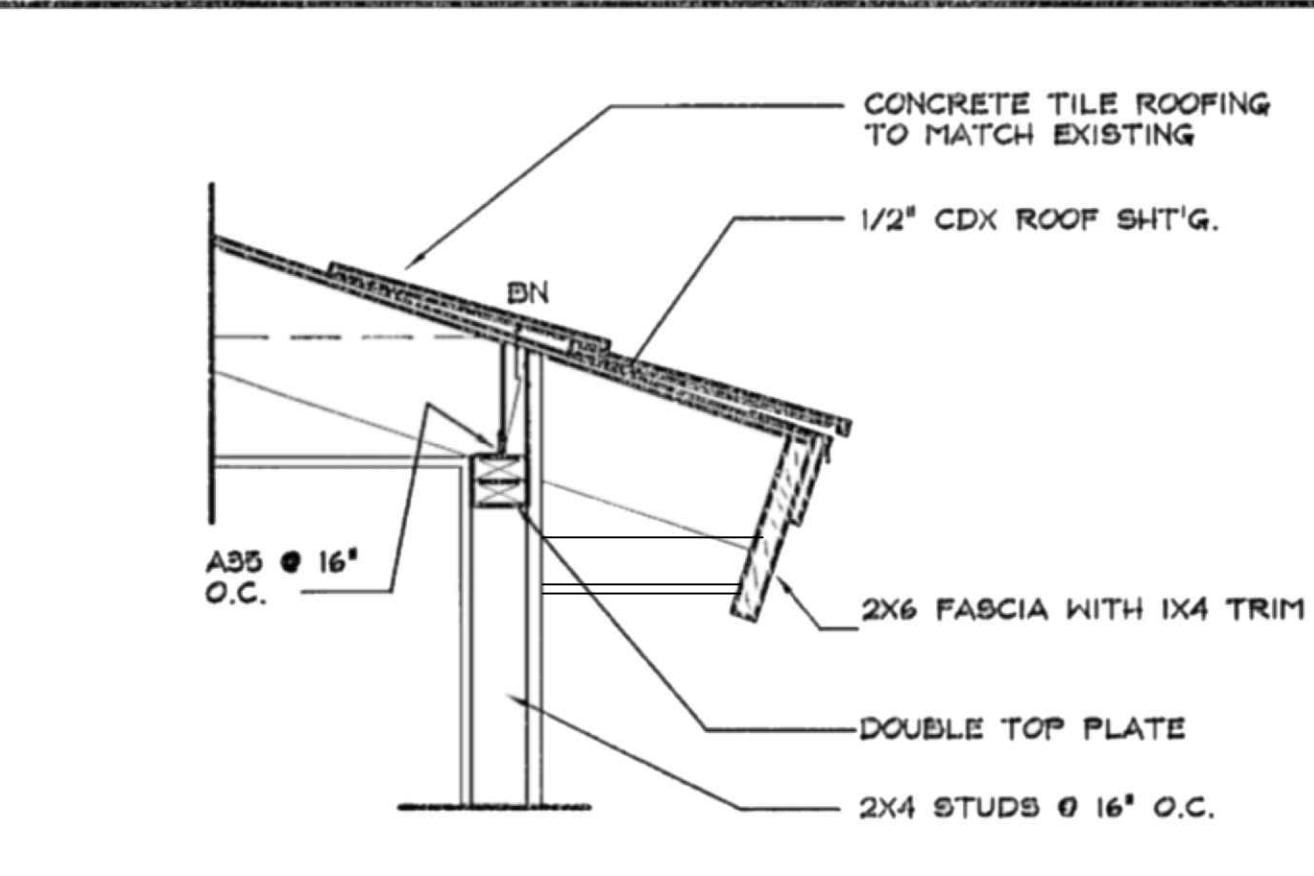 CONCRETE TILE ROOFING
TO MATCH EXISTING
1/2" CDX ROOF SHT'G.
BN
A35 @ 16"
O.C.
2X6 FASCIA WITH 1X4 TRIM
DOUBLE TOP PLATE
2X4 STUDS @ 16" O.C.